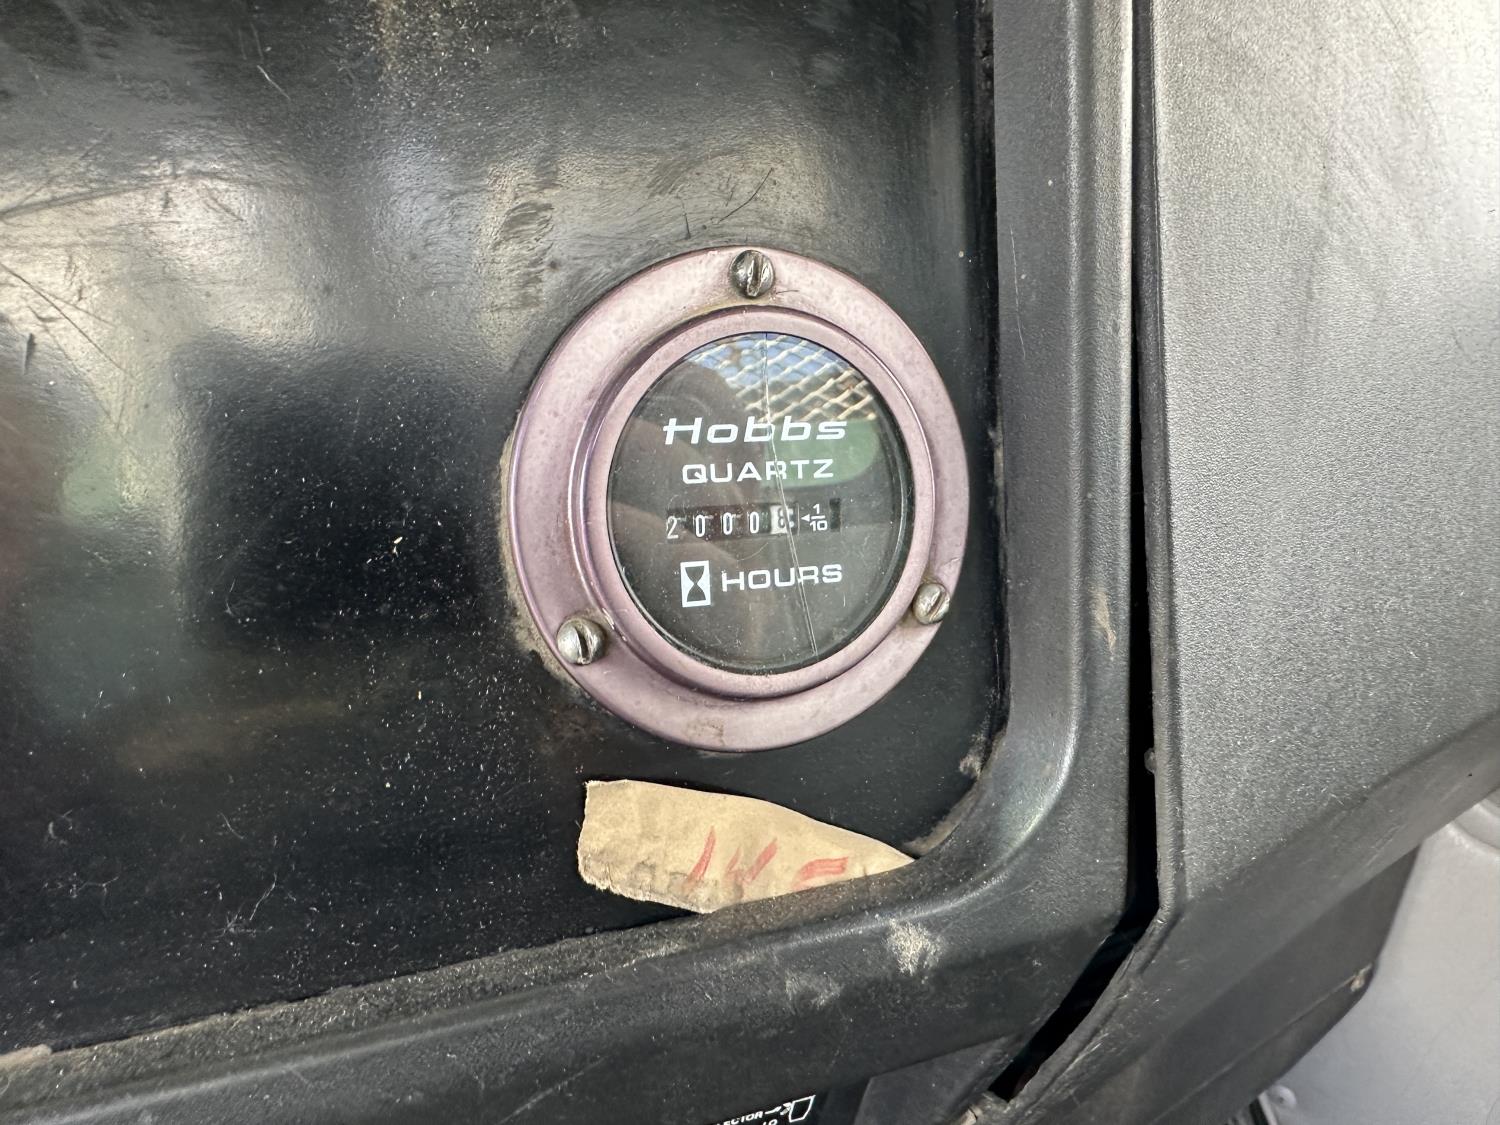 Hobbs
QUARTZ
20008 ◄1/10
HOURS